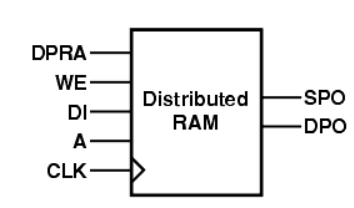 DPRA
WE
DI
A
CLK
Distributed
RAM
SPO
DPO